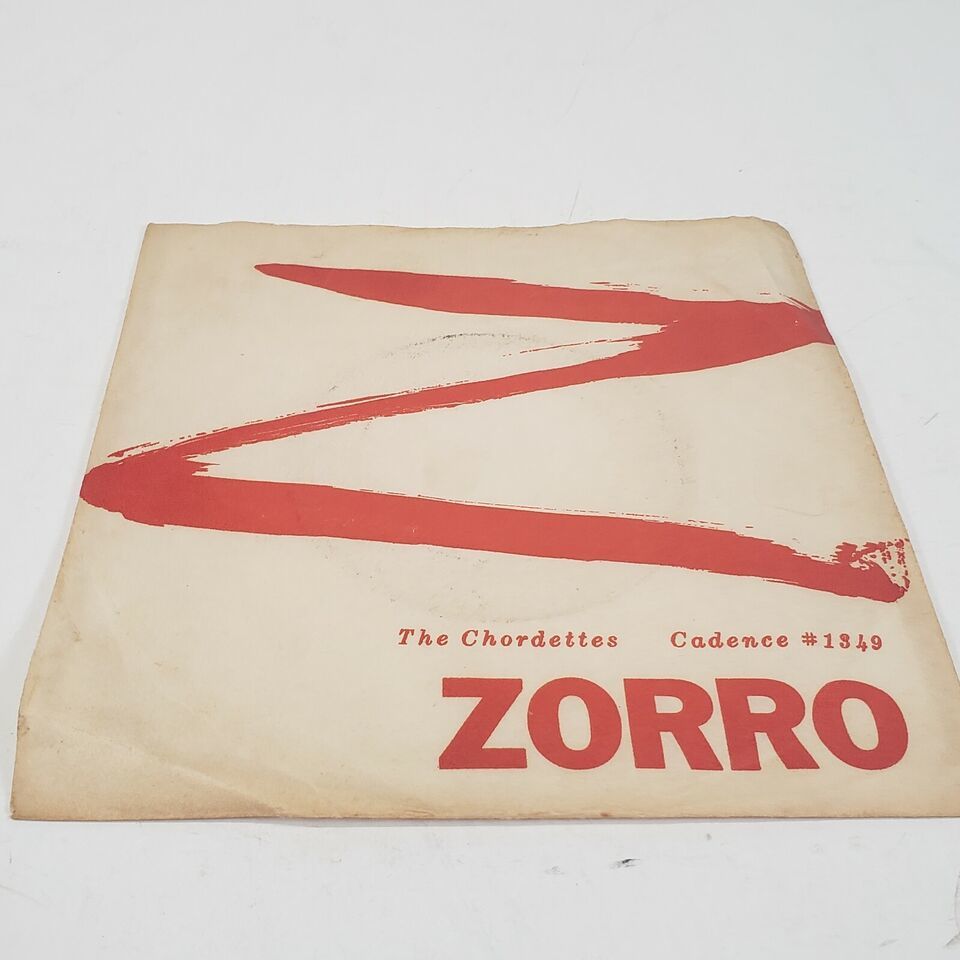 Z
The Chordettes Cadence #1349
ZORRO